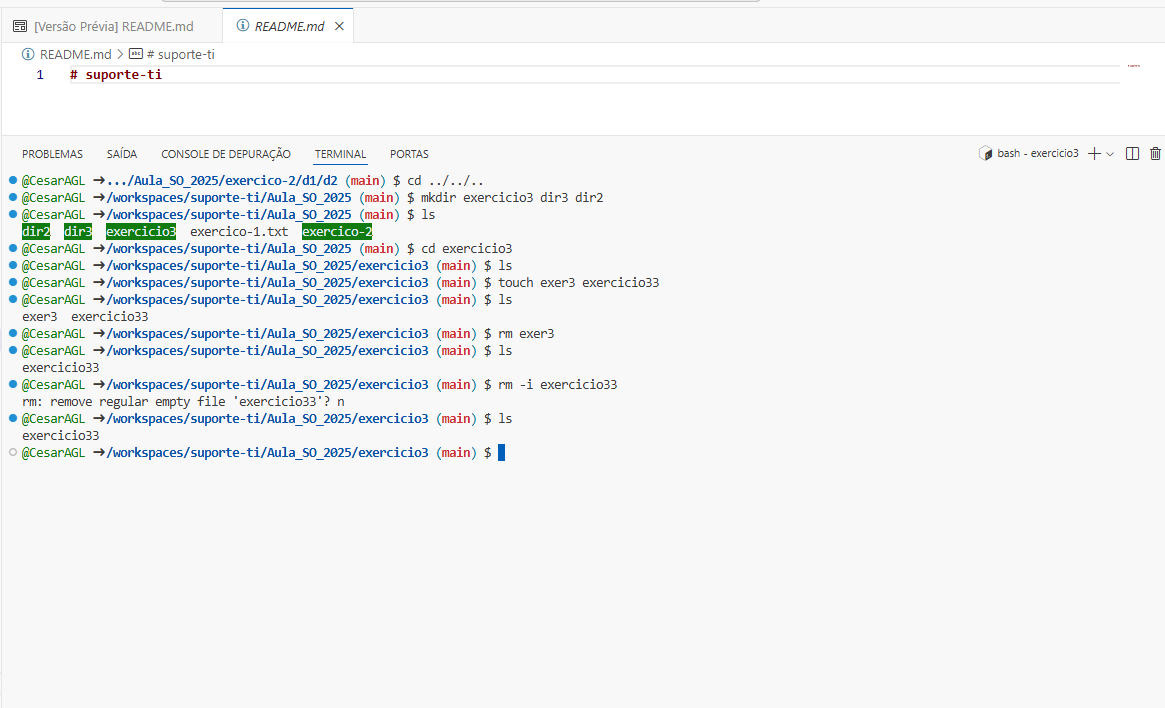 [Versão Prévia] README.md README.md
README.md > # suporte-ti
1 # suporte-ti
PROBLEMAS SAÍDA CONSOLE DE DEPURAÇÃO TERMINAL PORTAS bash - exercicio3
@CesarAGL ➜.../Aula_SO_2025/exercico-2/d1/d2 (main) $ cd ../../..
@CesarAGL ➜/workspaces/suporte-ti/Aula_SO_2025 (main) $ mkdir exercicio3 dir3 dir2
@CesarAGL ➜/workspaces/suporte-ti/Aula_SO_2025 (main) $ ls
dir2 dir3 exercicio3 exercico-1.txt exercico-2
@CesarAGL ➜/workspaces/suporte-ti/Aula_SO_2025 (main) $ cd exercicio3
@CesarAGL ➜/workspaces/suporte-ti/Aula_SO_2025/exercicio3 (main) $ ls
@CesarAGL ➜/workspaces/suporte-ti/Aula_SO_2025/exercicio3 (main) $ touch exer3 exercicio33
@CesarAGL ➜/workspaces/suporte-ti/Aula_SO_2025/exercicio3 (main) $ ls
exer3 exercicio33
@CesarAGL ➜/workspaces/suporte-ti/Aula_SO_2025/exercicio3 (main) $ rm exer3
@CesarAGL ➜/workspaces/suporte-ti/Aula_SO_2025/exercicio3 (main) $ ls
exercicio33
@CesarAGL ➜/workspaces/suporte-ti/Aula_SO_2025/exercicio3 (main) $ rm -i exercicio33
rm: remove regular empty file 'exercicio33'? n
@CesarAGL ➜/workspaces/suporte-ti/Aula_SO_2025/exercicio3 (main) $ ls
exercicio33
@CesarAGL ➜/workspaces/suporte-ti/Aula_SO_2025/exercicio3 (main) $